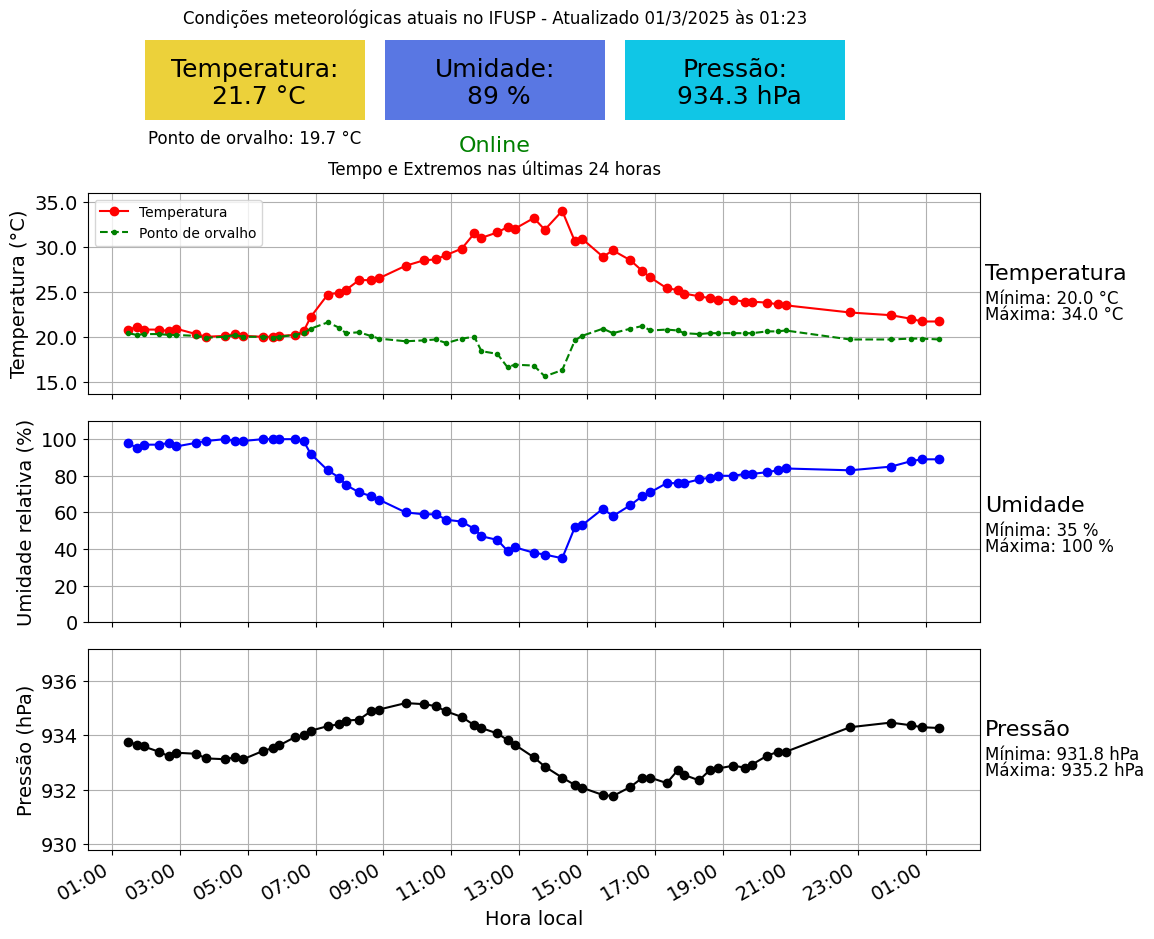 Condições meteorológicas atuais no IFUSP - Atualizado 01/3/2025 às 01:23
Temperatura:
21.7 °C
Umidade:
89 %
Pressão:
934.3 hPa
Ponto de orvalho: 19.7 °C
Online
Tempo e Extremos nas últimas 24 horas
Temperatura (°C)
35.0
30.0
25.0
20.0
15.0
Temperatura
Ponto de orvalho
Temperatura
Mínima: 20.0 °C
Máxima: 34.0 °C
Umidade relativa (%)
100
80
60
40
20
0
Umidade
Mínima: 35 %
Máxima: 100 %
Pressão (hPa)
936
934
932
930
Pressão
Mínima: 931.8 hPa
Máxima: 935.2 hPa
01:00
03:00
05:00
07:00
09:00
11:00
13:00
15:00
17:00
19:00
21:00
23:00
01:00
Hora local